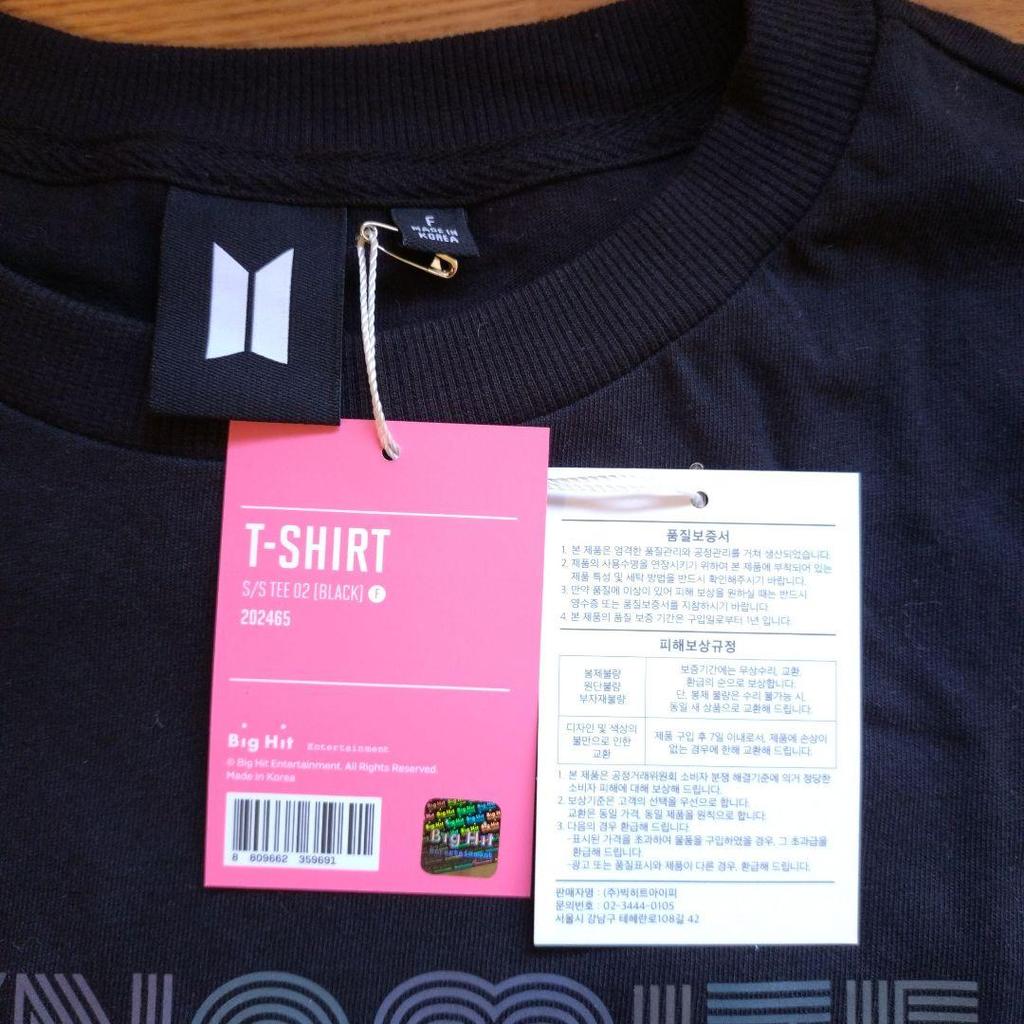 F
MADE IN
KOREA
T-SHIRT
S/S TEE 02 [BLACK] F
202465
Big Hit Entertainment
© Big Hit Entertainment. All Rights Reserved.
Made in Korea
8 809662 359691
Big Hit
Entertainment
품질보증서
1. 본 제품은 엄격한 품질관리와 공정관리를 거쳐 생산되었습니다.
2. 제품의 사용수명을 연장시키기 위하여 본 제품에 부착되어 있는
제품 특성 및 세탁 방법을 반드시 확인해주시기 바랍니다.
3. 만약 품질에 이상이 있어 피해 보상을 원하실 때는 반드시
영수증 또는 품질보증서를 지참하시기 바랍니다.
4. 본 제품의 품질 보증 기간은 구입일로부터 1년 입니다.
피해보상규정
봉제불량
원단불량
부자재불량
보증기간에는 무상수리, 교환,
환급의 순으로 보상합니다.
단, 봉제 불량은 수리 불가능 시,
동일 새 상품으로 교환해 드립니다.
디자인 및 색상의
불만으로 인한
교환
제품 구입 후 7일 이내로서, 제품에 손상이
없는 경우에 한해 교환해 드립니다.
1. 본 제품은 공정거래위원회 소비자 분쟁 해결기준에 의거 정당한
소비자 피해에 대해 보상해 드립니다.
2. 보상기준은 고객의 선택을 우선으로 합니다.
교환은 동일 가격, 동일 제품을 원칙으로 합니다.
3. 다음의 경우 환급해 드립니다.
-표시된 가격을 초과하여 물품을 구입하였을 경우, 그 초과금을
환급해 드립니다.
-광고 또는 품질표시와 제품이 다른 경우, 환급해 드립니다.
판매자명 : (주)빅히트아이피
문의번호 : 02-3444-0105
서울시 강남구 테헤란로108길 42